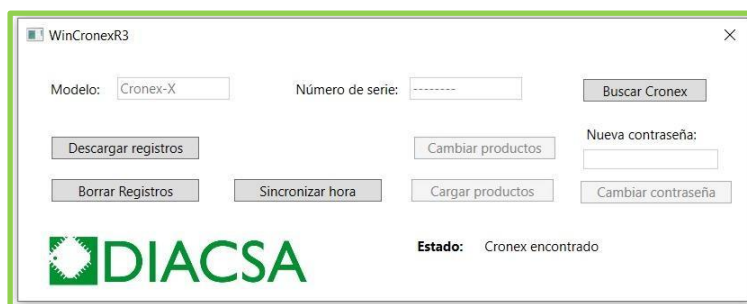 WinCronexR3
Modelo: Cronex-X Número de serie: -------- Buscar Cronex
Nueva contraseña:
Descargar registros Cambiar productos
Borrar Registros Sincronizar hora Cargar productos Cambiar contraseña
DIACSA
Estado: Cronex encontrado